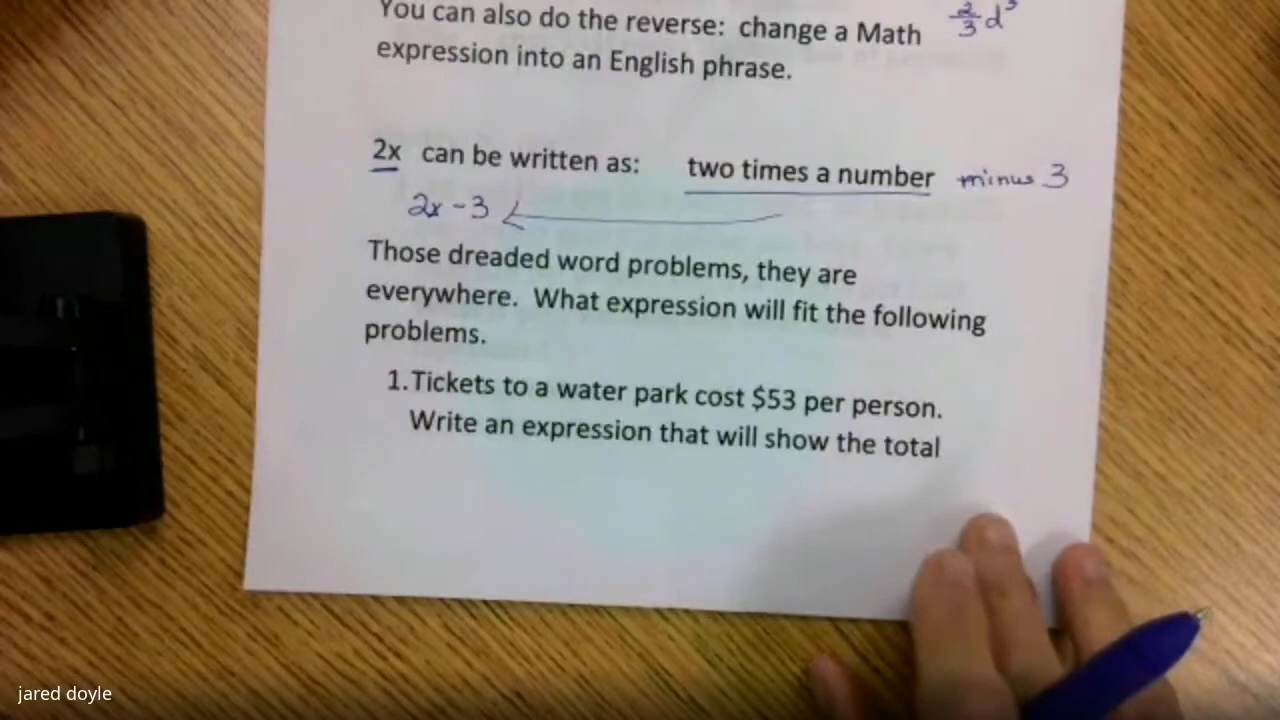 You can also do the reverse: change a Math
expression into an English phrase.
2/3 d³
2x can be written as: two times a number minus 3
2x - 3
Those dreaded word problems, they are
everywhere. What expression will fit the following
problems.
1. Tickets to a water park cost $53 per person.
Write an expression that will show the total
jared doyle